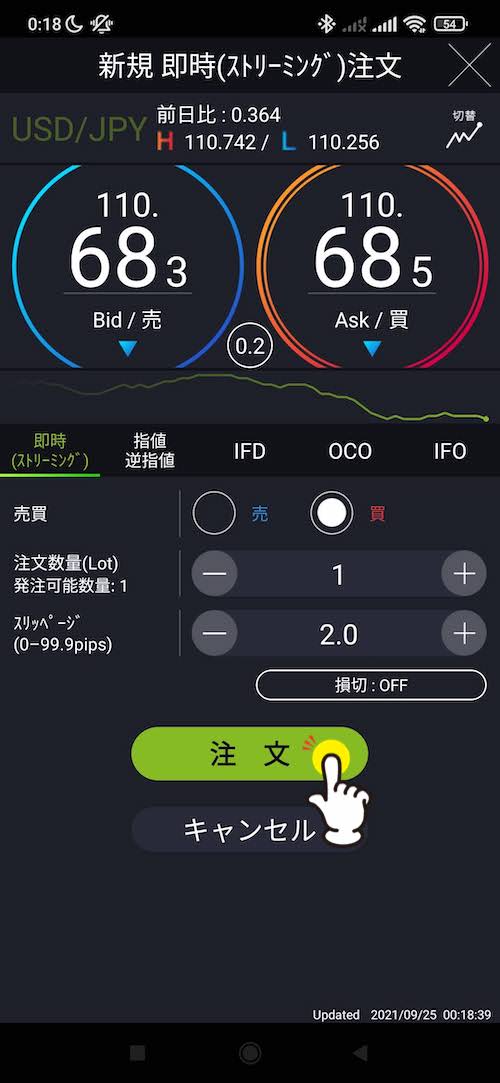 0:18
54
新規 即時(ｽﾄﾘｰﾐﾝｸﾞ)注文
USD/JPY
前日比 : 0.364
H 110.742 / L 110.256
切替
110.
683
Bid / 売
110.
685
Ask / 買
0.2
即時
(ｽﾄﾘｰﾐﾝｸﾞ)
指値
逆指値
IFD
OCO
IFO
売買
売
買
注文数量(Lot)
発注可能数量: 1
1
ｽﾘｯﾍﾟｰｼﾞ
(0−99.9pips)
2.0
損切 : OFF
注 文
キャンセル
Updated 2021/09/25 00:18:39